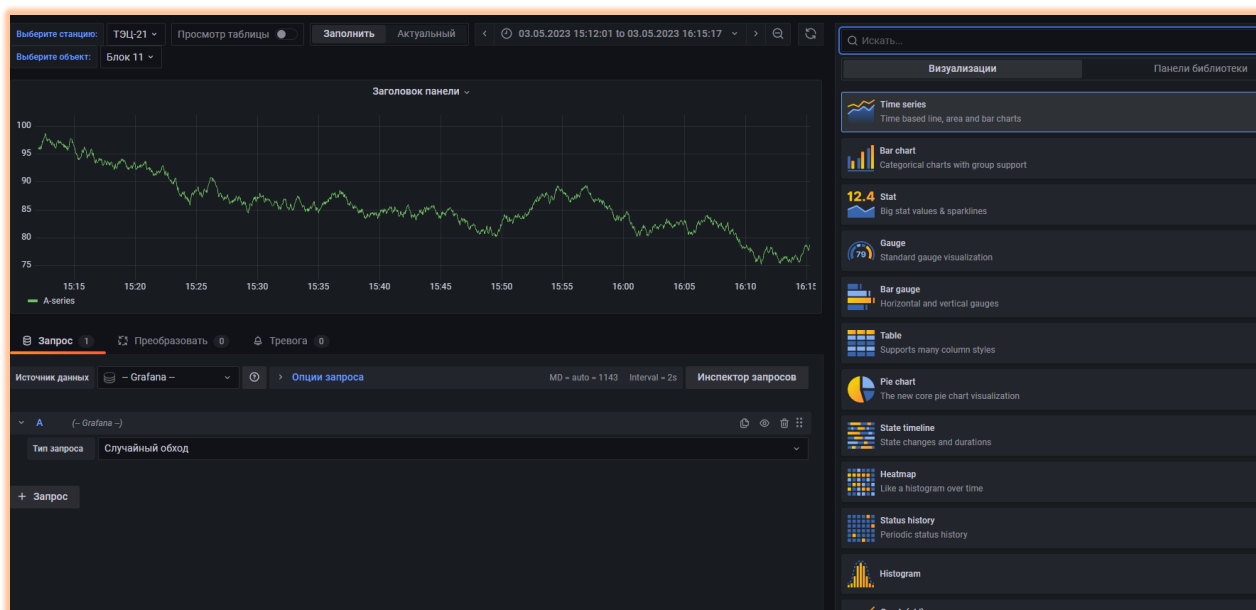 Выберите станцию: ТЭЦ-21 Просмотр таблицы Заполнить Актуальный 03.05.2023 15:12:01 to 03.05.2023 16:15:17
Выберите объект: Блок 11
Заголовок панели
100
95
90
85
80
75
15:15 15:20 15:25 15:30 15:35 15:40 15:45 15:50 15:55 16:00 16:05 16:10 16:15
A-series
Запрос 1 Преобразовать 0 Тревога 0
Источник данных -- Grafana -- Опции запроса MD = auto = 1143 Interval = 2s Инспектор запросов
A (-- Grafana --)
Тип запроса Случайный обход
+ Запрос
Искать...
Визуализации Панели библиотеки
Time series
Time based line, area and bar charts
Bar chart
Categorical charts with group support
12.4 Stat
Big stat values & sparklines
79 Gauge
Standard gauge visualization
Bar gauge
Horizontal and vertical gauges
Table
Supports many column styles
Pie chart
The new core pie chart visualization
State timeline
State changes and durations
Heatmap
Like a histogram over time
Status history
Periodic status history
Histogram